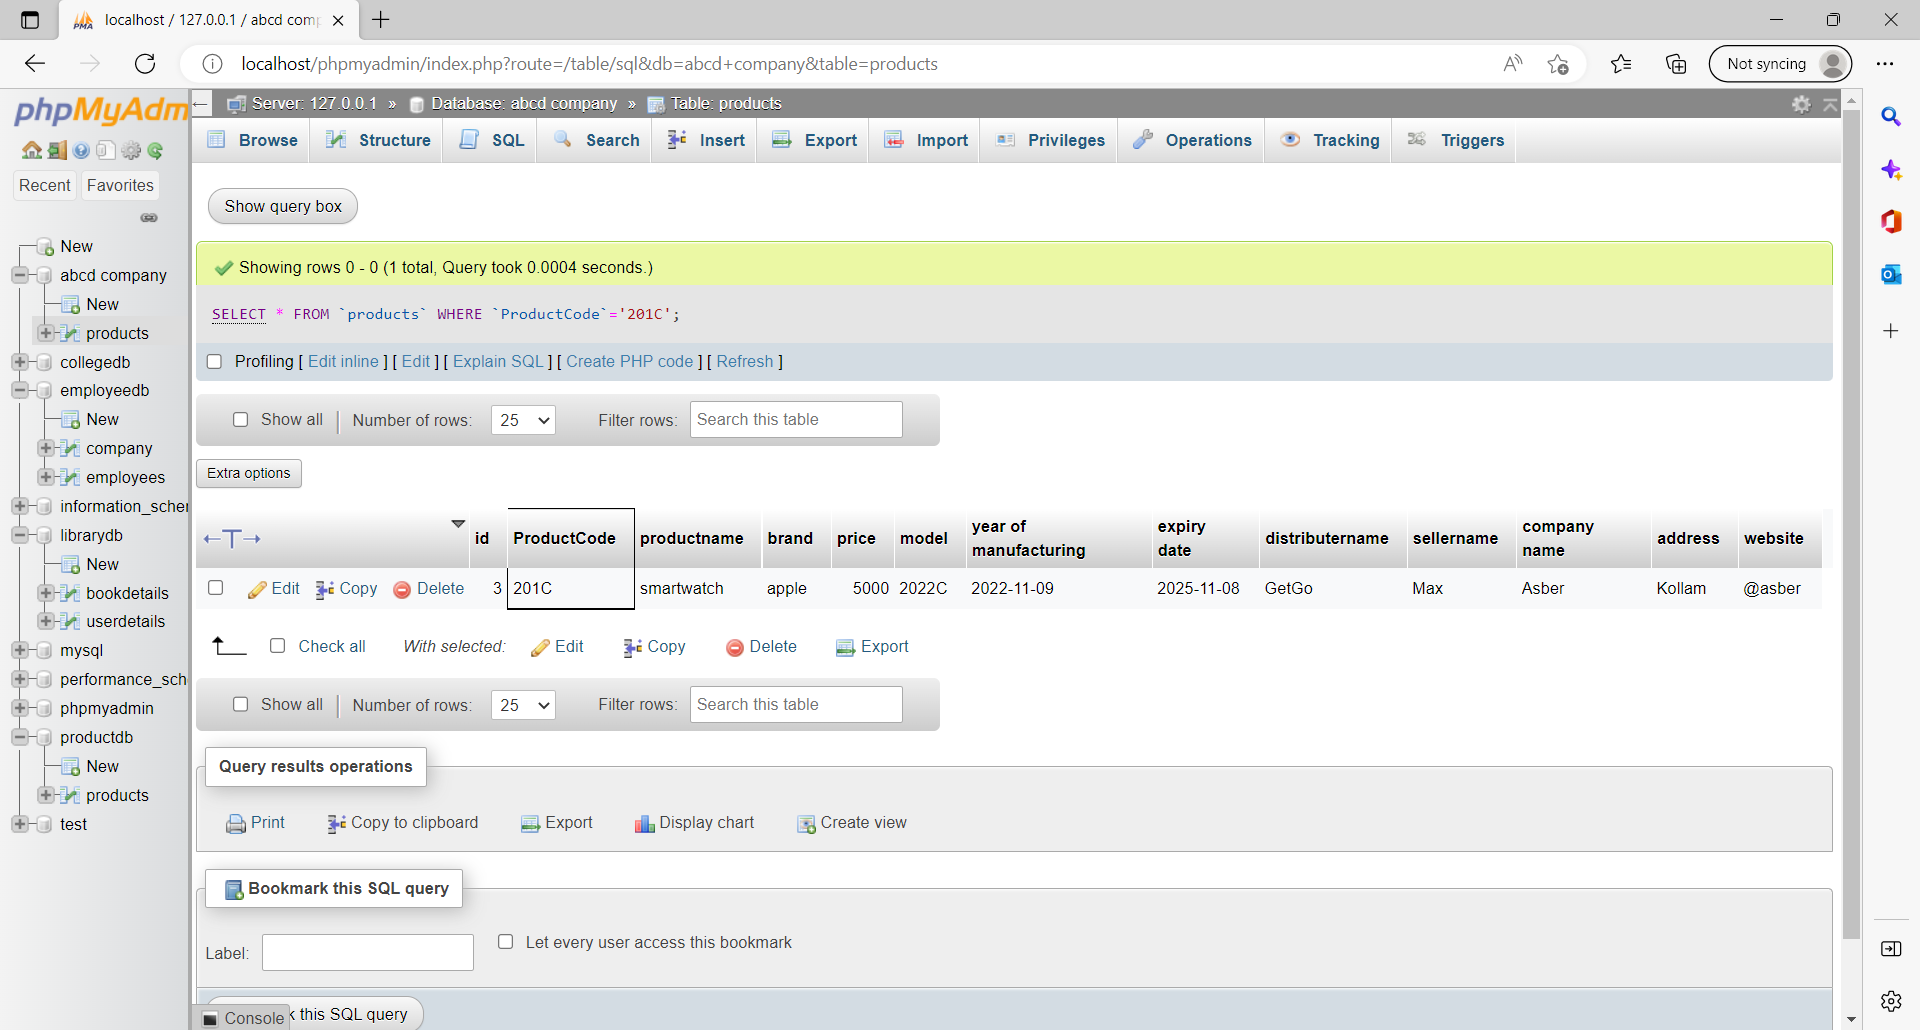 localhost / 127.0.0.1 / abcd comp
localhost/phpmyadmin/index.php?route=/table/sql&db=abcd+company&table=products
Not syncing
phpMyAdm
Recent Favorites
New
abcd company
New
products
collegedb
employeedb
New
company
employees
information_scher
librarydb
New
bookdetails
userdetails
mysql
performance_sch
phpmyadmin
productdb
New
products
test
Server: 127.0.0.1 » Database: abcd company » Table: products
Browse Structure SQL Search Insert Export Import Privileges Operations Tracking Triggers
Show query box
Showing rows 0 - 0 (1 total, Query took 0.0004 seconds.)
SELECT * FROM `products` WHERE `ProductCode`='201C';
Profiling [ Edit inline ] [ Edit ] [ Explain SQL ] [ Create PHP code ] [ Refresh ]
Show all | Number of rows: 25 Filter rows: Search this table
Extra options
←T→ id ProductCode productname brand price model year of manufacturing expiry date distributername sellername company name address website
Edit Copy Delete 3 201C smartwatch apple 5000 2022C 2022-11-09 2025-11-08 GetGo Max Asber Kollam @asber
Check all With selected: Edit Copy Delete Export
Show all | Number of rows: 25 Filter rows: Search this table
Query results operations
Print Copy to clipboard Export Display chart Create view
Bookmark this SQL query
Label: Let every user access this bookmark
Console k this SQL query